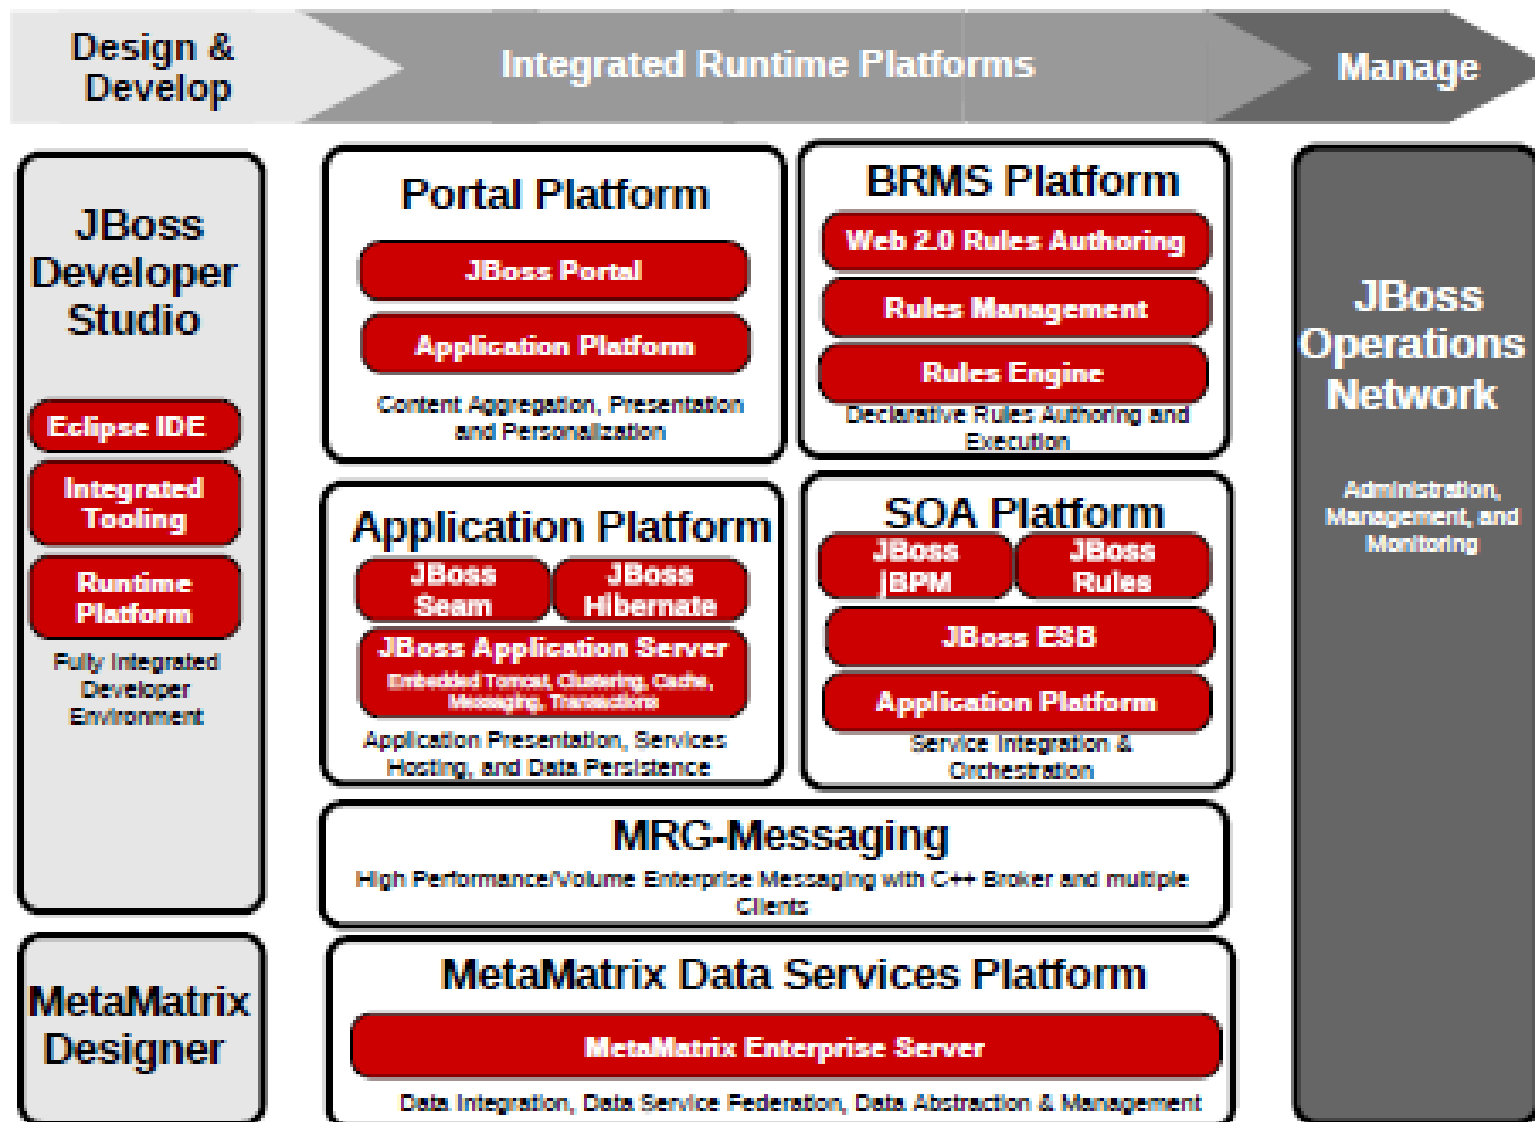 Design &
Develop
Integrated Runtime Platforms
Manage
JBoss
Developer
Studio
Eclipse IDE
Integrated
Tooling
Runtime
Platform
Fully Integrated
Developer
Environment
MetaMatrix
Designer
Portal Platform
JBoss Portal
Application Platform
Content Aggregation, Presentation
and Personalization
BRMS Platform
Web 2.0 Rules Authoring
Rules Management
Rules Engine
Declarative Rules Authoring and
Execution
Application Platform
JBoss
Seam
JBoss
Hibernate
JBoss Application Server
Embedded Tomcat, Clustering, Cache,
Messaging, Transactions
Application Presentation, Services
Hosting, and Data Persistence
SOA Platform
JBoss
jBPM
JBoss
Rules
JBoss ESB
Application Platform
Service Integration &
Orchestration
MRG-Messaging
High Performance/Volume Enterprise Messaging with C++ Broker and multiple
Clients
MetaMatrix Data Services Platform
MetaMatrix Enterprise Server
Data Integration, Data Service Federation, Data Abstraction & Management
JBoss
Operations
Network
Administration,
Management, and
Monitoring